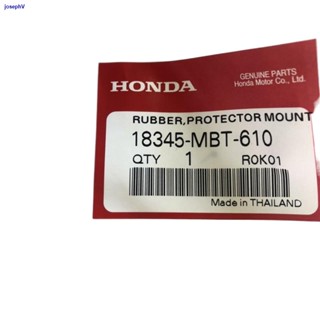 josephV
HONDA
GENUINE PARTS
Honda Motor Co., Ltd.
RUBBER,PROTECTOR MOUNT
18345-MBT-610
QTY 1 R0K01
Made in THAILAND